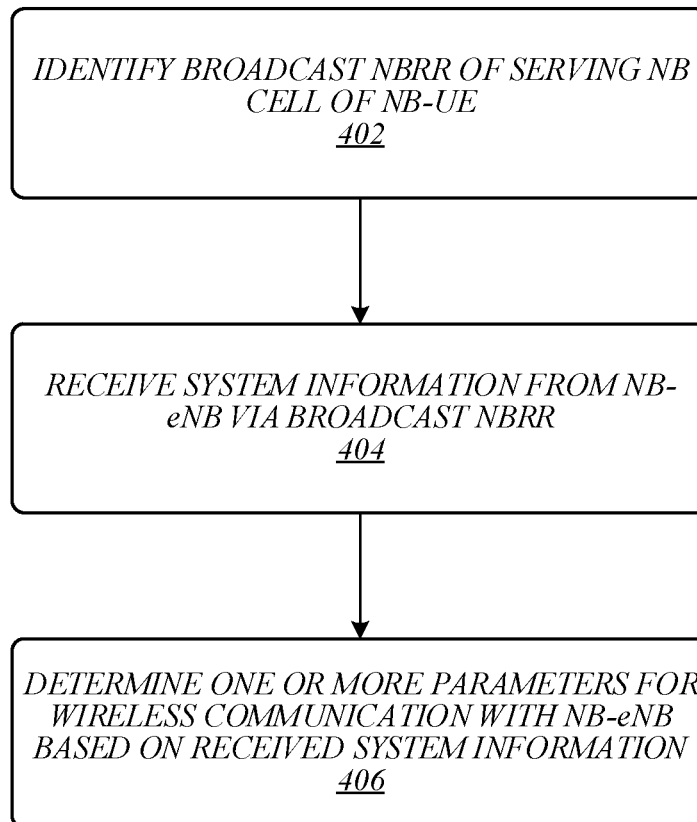 IDENTIFY BROADCAST NBRR OF SERVING NB
CELL OF NB-UE
402
RECEIVE SYSTEM INFORMATION FROM NB-
eNB VIA BROADCAST NBRR
404
DETERMINE ONE OR MORE PARAMETERS FOR
WIRELESS COMMUNICATION WITH NB-eNB
BASED ON RECEIVED SYSTEM INFORMATION
406